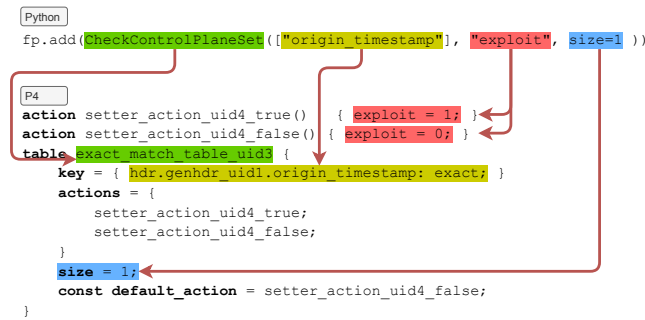 Python
fp.add(CheckControlPlaneSet(["origin_timestamp"], "exploit", size=1 ))
P4
action setter_action_uid4_true() { exploit = 1; }
action setter_action_uid4_false() { exploit = 0; }
table exact_match_table_uid3 {
key = { hdr.genhdr_uid1.origin_timestamp: exact; }
actions = {
setter_action_uid4_true;
setter_action_uid4_false;
}
size = 1;
const default_action = setter_action_uid4_false;
}